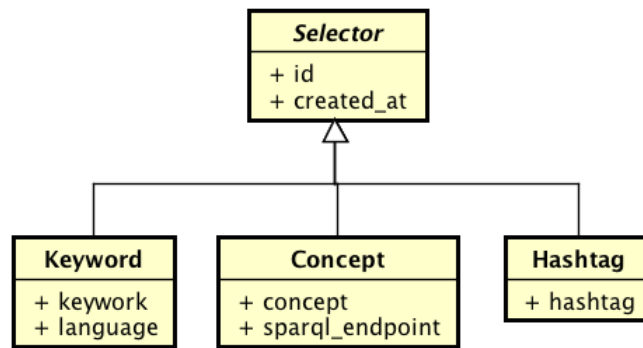 Selector
+ id
+ created_at
Keyword
+ keywork
+ language
Concept
+ concept
+ sparql_endpoint
Hashtag
+ hashtag